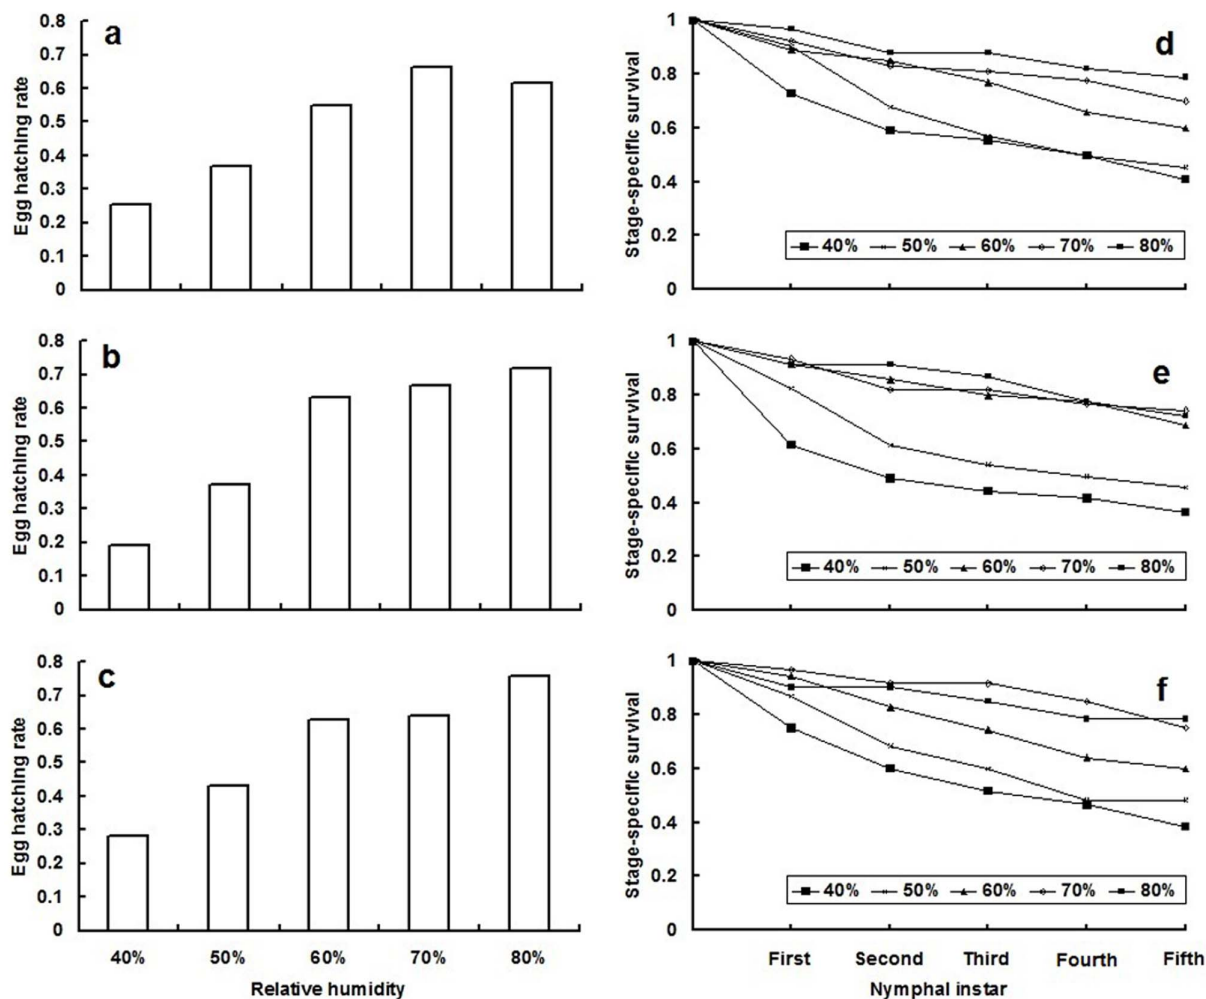 a
Egg hatching rate
0.8
0.7
0.6
0.5
0.4
0.3
0.2
0.1
0
d
Stage-specific survival
1
0.8
0.6
0.4
0.2
0
40% 50% 60% 70% 80%
b
Egg hatching rate
0.8
0.7
0.6
0.5
0.4
0.3
0.2
0.1
0
e
Stage-specific survival
1
0.8
0.6
0.4
0.2
0
40% 50% 60% 70% 80%
c
Egg hatching rate
0.8
0.7
0.6
0.5
0.4
0.3
0.2
0.1
0
40% 50% 60% 70% 80%
Relative humidity
f
Stage-specific survival
1
0.8
0.6
0.4
0.2
0
40% 50% 60% 70% 80%
First Second Third Fourth Fifth
Nymphal instar